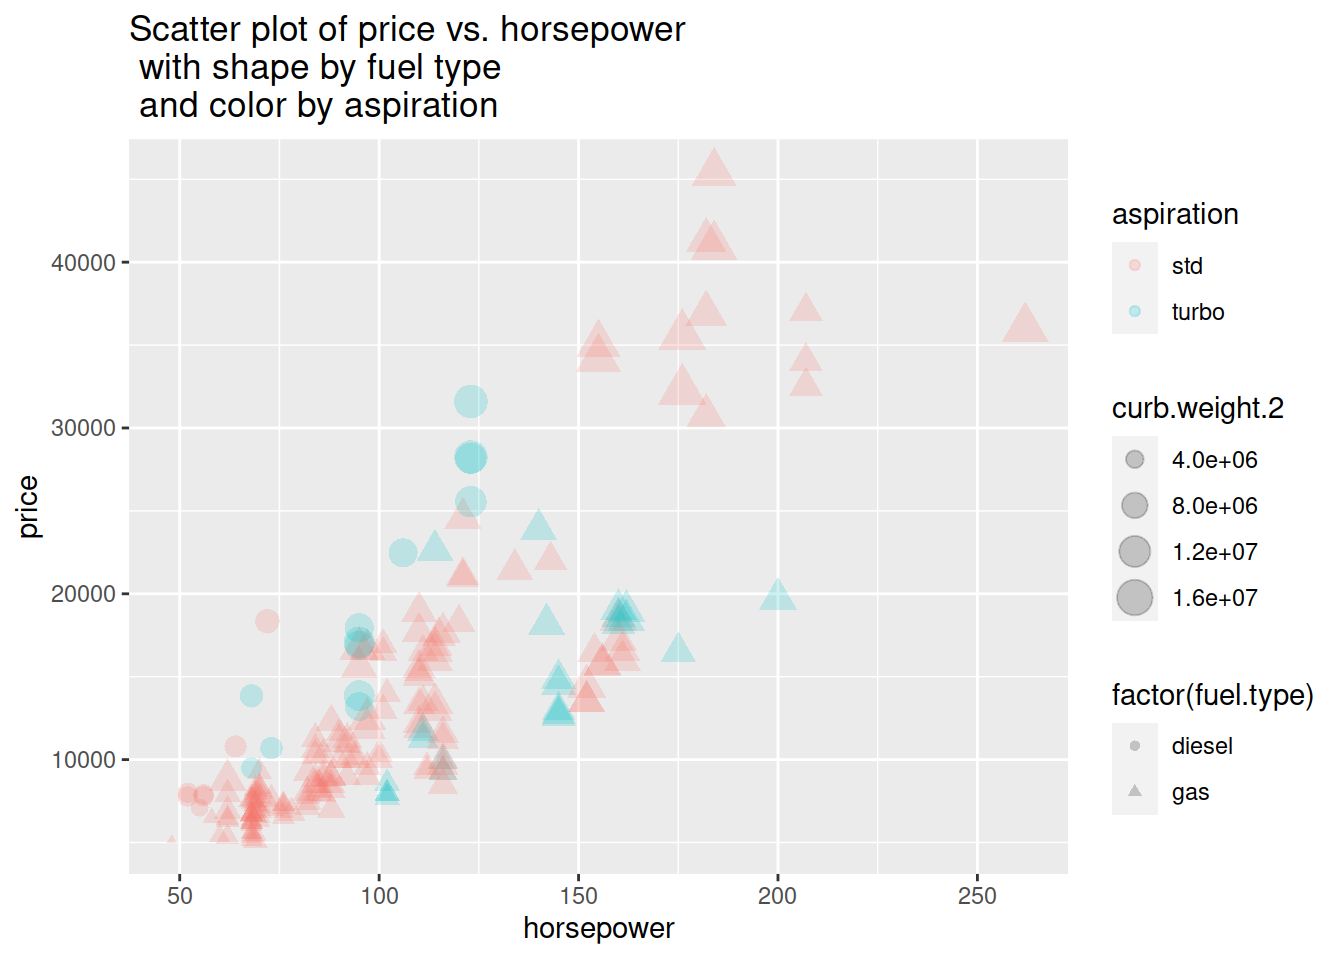 Scatter plot of price vs. horsepower
with shape by fuel type
and color by aspiration
price
40000
30000
20000
10000
50
100
150
200
250
horsepower
aspiration
std
turbo
curb.weight.2
4.0e+06
8.0e+06
1.2e+07
1.6e+07
factor(fuel.type)
diesel
gas